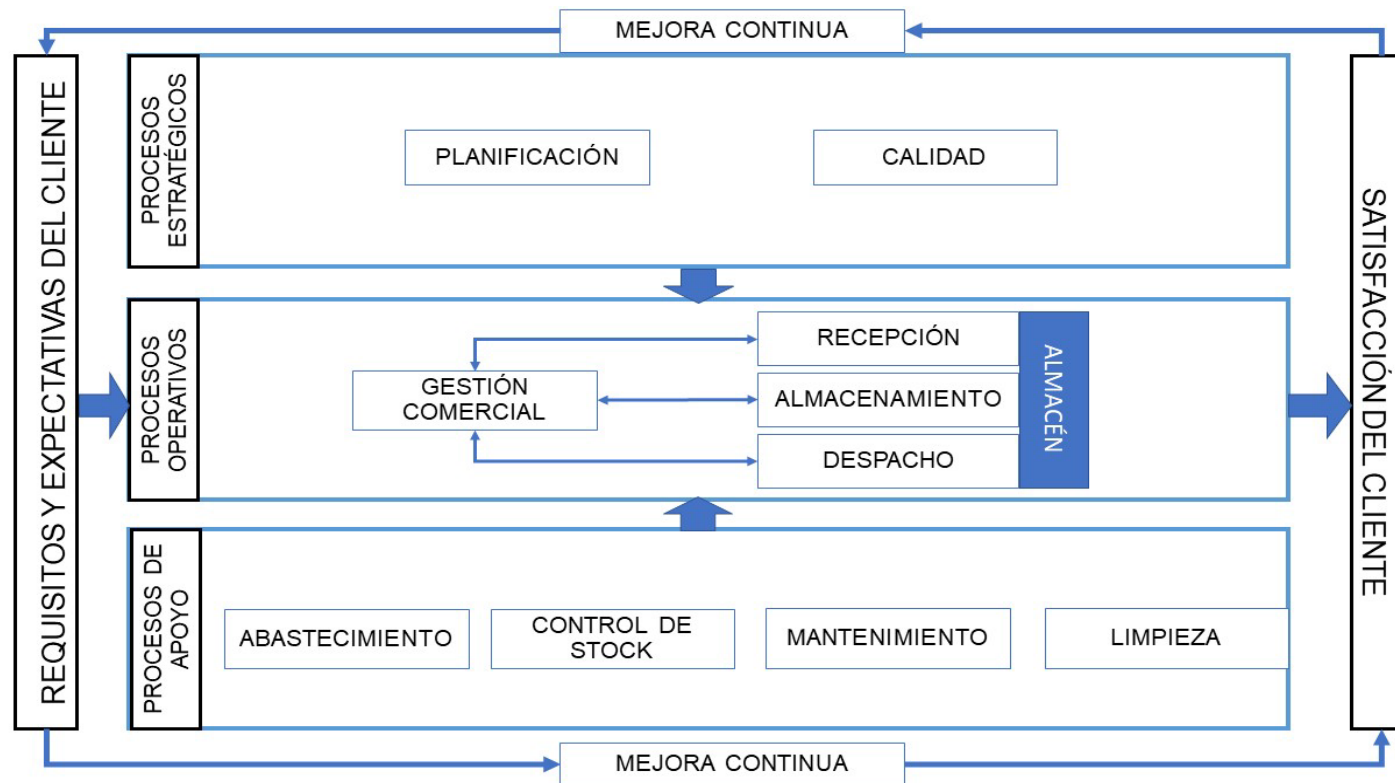 MEJORA CONTINUA
REQUISITOS Y EXPECTATIVAS DEL CLIENTE
PROCESOS
ESTRATÉGICOS
PLANIFICACIÓN
CALIDAD
PROCESOS
OPERATIVOS
GESTIÓN
COMERCIAL
RECEPCIÓN
ALMACENAMIENTO
DESPACHO
ALMACÉN
PROCESOS DE
APOYO
ABASTECIMIENTO
CONTROL DE
STOCK
MANTENIMIENTO
LIMPIEZA
SATISFACCIÓN DEL CLIENTE
MEJORA CONTINUA